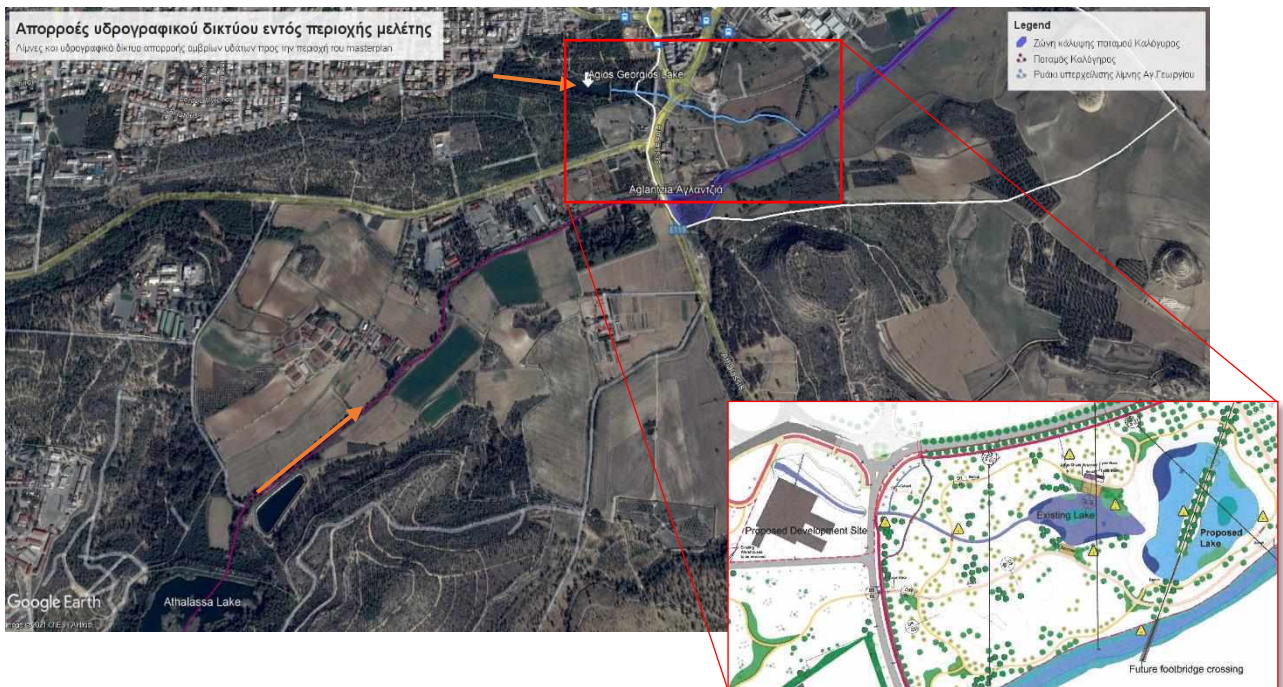 Απορροές υδρογραφικού δικτύου εντός περιοχής μελέτης
Λίμνες και υδρογραφικό δίκτυο απορροής ομβρίων υδάτων προς την περιοχή του masterplan
Legend
Ζώνη κάλυψης ποταμού Καλόγυρος
Ποταμός Καλόγηρος
Ρυάκι υπερχείλισης λίμνης Αγ.Γεωργίου
Agios Georgios Lake
Aglantzia Αγλαντζιά
Athalassa Lake
Google Earth
Proposed Development Site
Existing Lake
Proposed
Lake
Future footbridge crossing